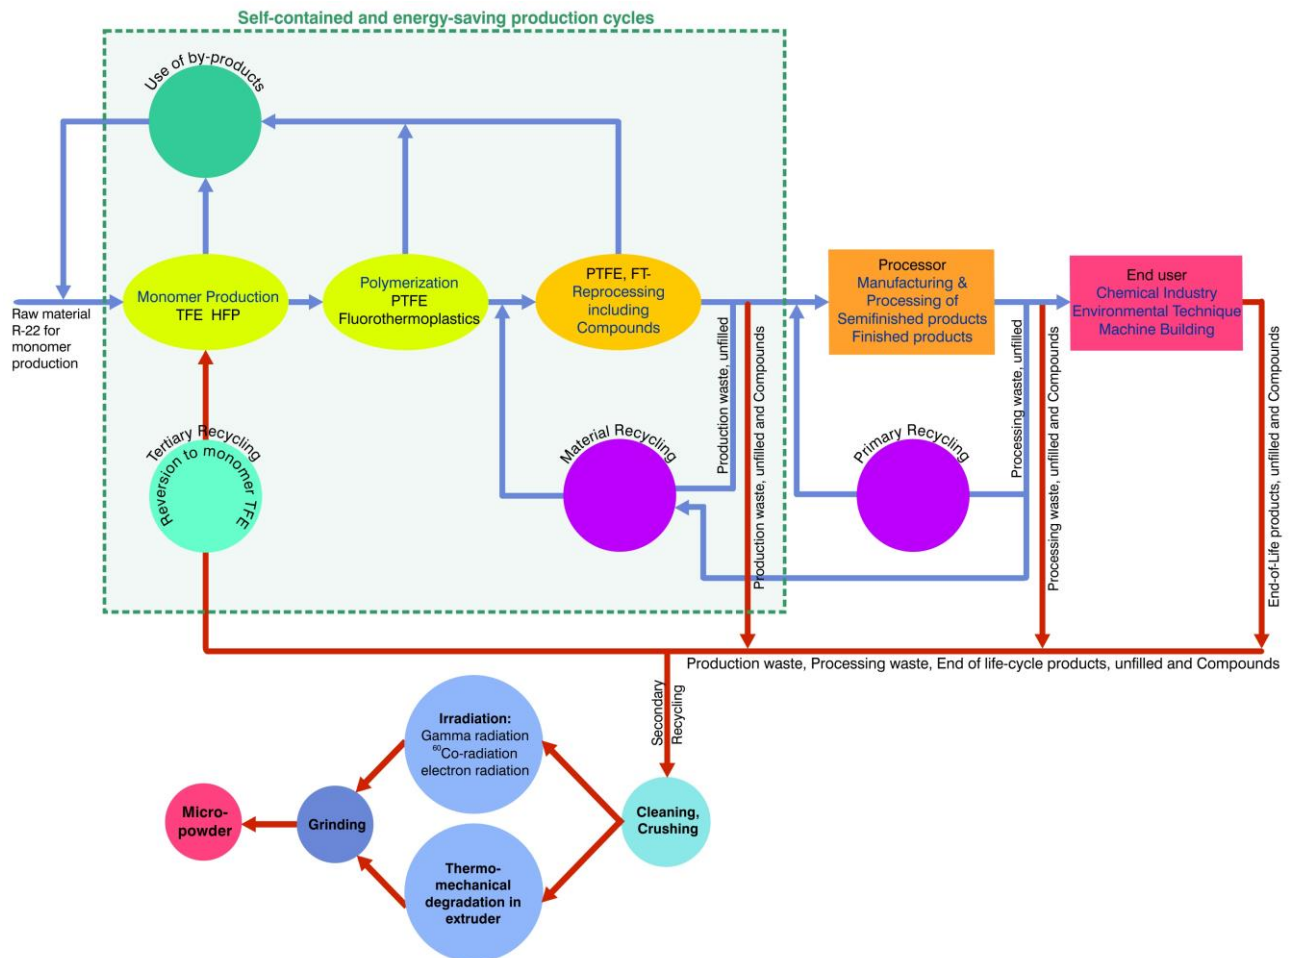 Self-contained and energy-saving production cycles
Use of by-products
Raw material
R-22 for
monomer
production
Monomer Production
TFE HFP
Polymerization
PTFE
Fluorothermoplastics
PTFE, FT-
Reprocessing
including
Compounds
Processor
Manufacturing &
Processing of
Semifinished products
Finished products
End user
Chemical Industry
Environmental Technique
Machine Building
Production waste, unfilled
Production waste, unfilled and Compounds
Processing waste, unfilled
Processing waste, unfilled and Compounds
End-of-Life products, unfilled and Compounds
Tertiary Recycling
Reversion to monomer TFE
Material Recycling
Primary Recycling
Production waste, Processing waste, End of life-cycle products, unfilled and Compounds
Secondary
Recycling
Irradiation:
Gamma radiation
⁶⁰Co-radiation
electron radiation
Micro-
powder
Grinding
Cleaning,
Crushing
Thermo-
mechanical
degradation in
extruder